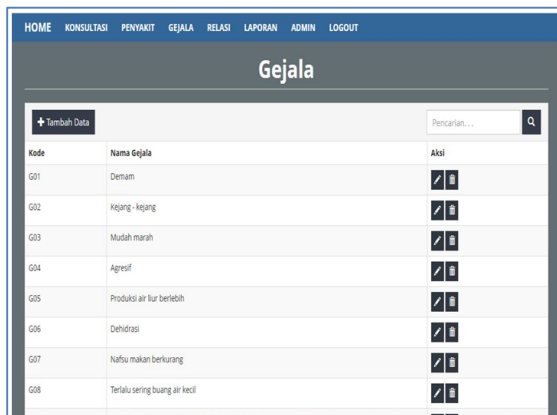 HOME KONSULTASI PENYAKIT GEJALA RELASI LAPORAN ADMIN LOGOUT
Gejala
Tambah Data Pencarian. . .
Kode Nama Gejala Aksi
G01 Demam
G02 Kejang - kejang
G03 Mudah marah
G04 Agresif
G05 Produksi air liur berlebih
G06 Dehidrasi
G07 Nafsu makan berkurang
G08 Terlalu sering buang air kecil